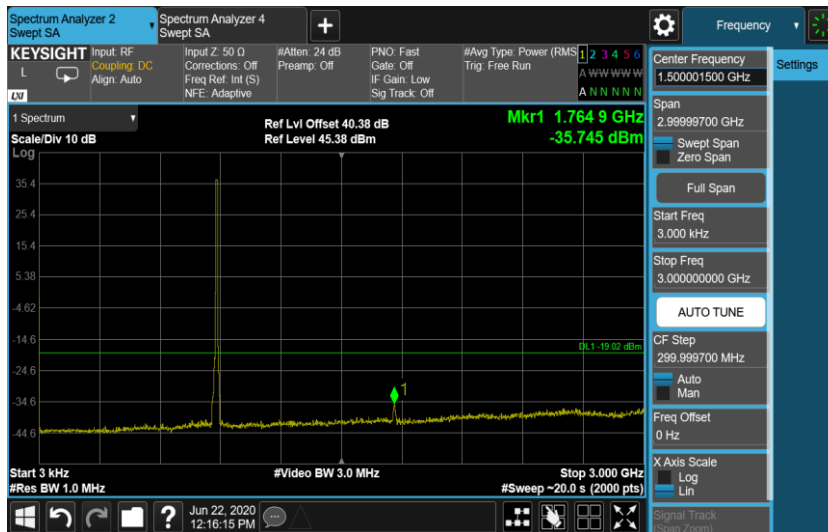 Spectrum Analyzer 2
Swept SA
Spectrum Analyzer 4
Swept SA
Frequency
KEYSIGHT
L
LXI
Input: RF
Coupling: DC
Align: Auto
Input Z: 50 Ω
Corrections: Off
Freq Ref: Int (S)
NFE: Adaptive
#Atten: 24 dB
Preamp: Off
PNO: Fast
Gate: Off
IF Gain: Low
Sig Track: Off
#Avg Type: Power (RMS
Trig: Free Run
1 2 3 4 5 6
A W W W W W
A N N N N N
1 Spectrum
Scale/Div 10 dB
Log
Ref Lvl Offset 40.38 dB
Ref Level 45.38 dBm
Mkr1 1.764 9 GHz
-35.745 dBm
35.4
25.4
15.4
5.38
-4.62
-14.6
-24.6
-34.6
-44.6
DL1 -19.02 dBm
1
Start 3 kHz
#Res BW 1.0 MHz
#Video BW 3.0 MHz
Stop 3.000 GHz
#Sweep ~20.0 s (2000 pts)
?
Jun 22, 2020
12:16:15 PM
Center Frequency
1.500001500 GHz
Settings
Span
2.99999700 GHz
Swept Span
Zero Span
Full Span
Start Freq
3.000 kHz
Stop Freq
3.000000000 GHz
AUTO TUNE
CF Step
299.999700 MHz
Auto
Man
Freq Offset
0 Hz
X Axis Scale
Log
Lin
Signal Track
(Span Zoom)